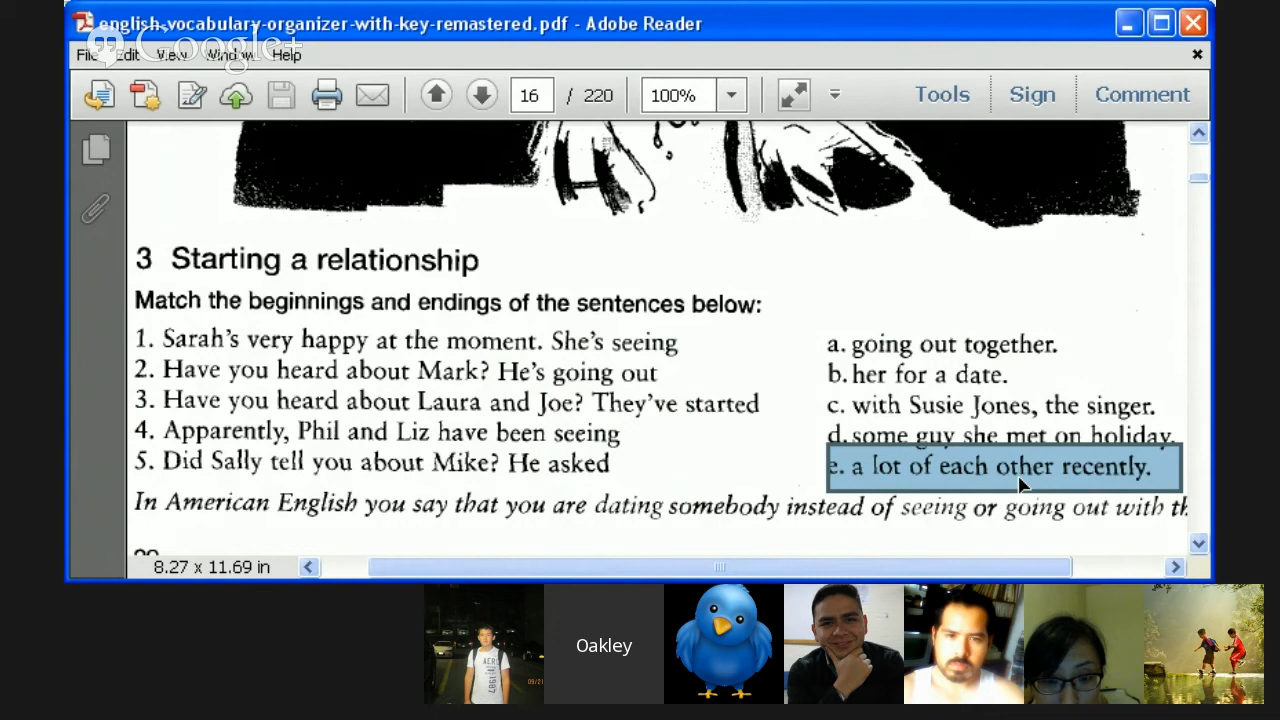 english-vocabulary-organizer-with-key-remastered.pdf - Adobe Reader
Google+
File Edit View Window Help
16 / 220 100% Tools Sign Comment
3 Starting a relationship
Match the beginnings and endings of the sentences below:
1. Sarah's very happy at the moment. She's seeing
2. Have you heard about Mark? He's going out
3. Have you heard about Laura and Joe? They've started
4. Apparently, Phil and Liz have been seeing
5. Did Sally tell you about Mike? He asked
a. going out together.
b. her for a date.
c. with Susie Jones, the singer.
d. some guy she met on holiday.
e. a lot of each other recently.
In American English you say that you are dating somebody instead of seeing or going out with th
8.27 x 11.69 in
Oakley
AERO
09/21